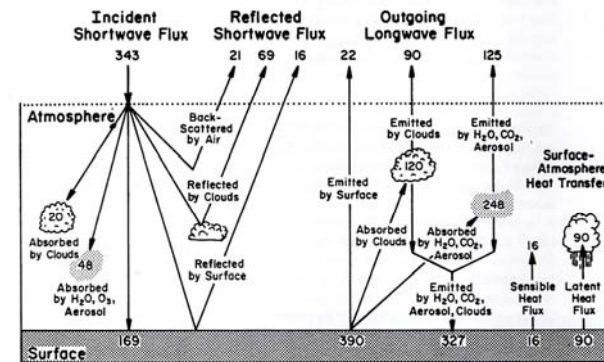 Incident
Shortwave Flux
Reflected
Shortwave Flux
Outgoing
Longwave Flux
343
21 69 16
22 90 125
Atmosphere
Back-
Scattered
by Air
Emitted
by Clouds
Emitted
by H₂O, CO₂,
Aerosol
120
Surface-
Atmosphere
Heat Transfer
20
Absorbed
by Clouds
Reflected
by Clouds
Emitted
by Surface
248
Absorbed
by Clouds
Absorbed
by H₂O, CO₂,
Aerosol
90
48
Absorbed
by H₂O, O₃,
Aerosol
Reflected
by Surface
16
Emitted
by H₂O, CO₂,
Aerosol, Clouds
Sensible
Heat
Flux
Latent
Heat
Flux
169
390
327
16
90
Surface